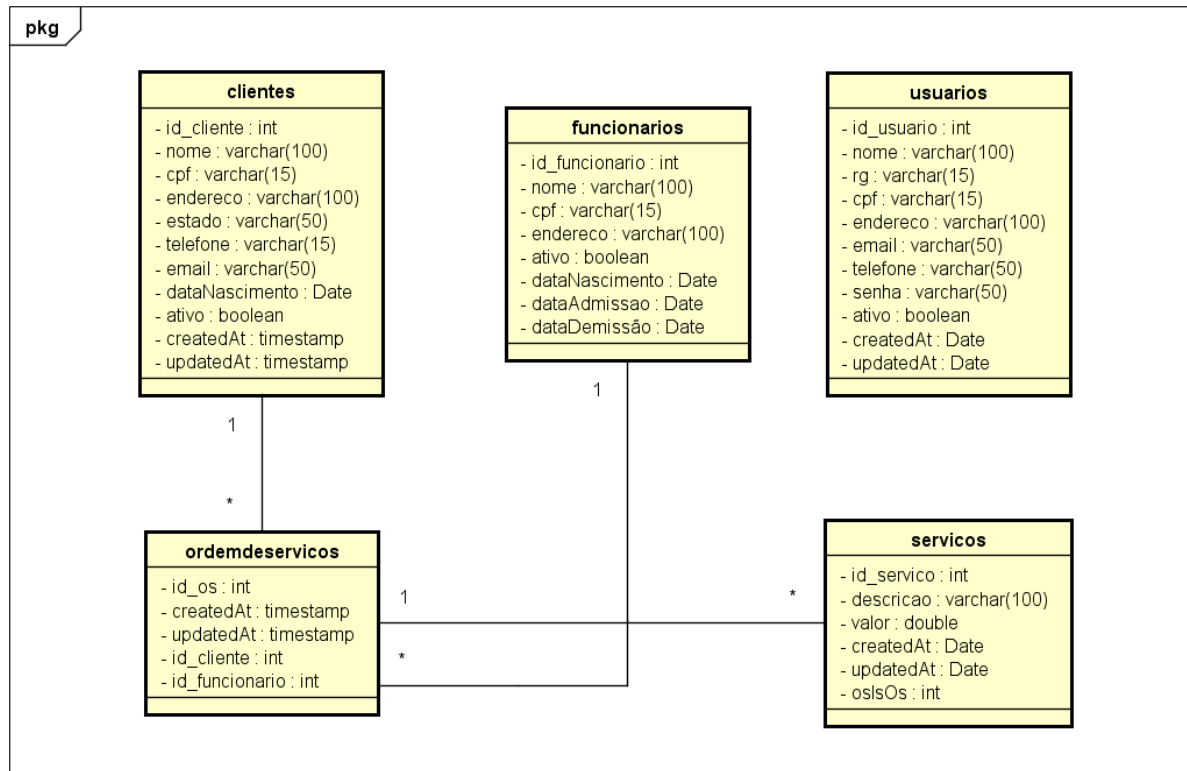 pkg
clientes
- id_cliente : int
- nome : varchar(100)
- cpf : varchar(15)
- endereco : varchar(100)
- estado : varchar(50)
- telefone : varchar(15)
- email : varchar(50)
- dataNascimento : Date
- ativo : boolean
- createdAt : timestamp
- updatedAt : timestamp
funcionarios
- id_funcionario : int
- nome : varchar(100)
- cpf : varchar(15)
- endereco : varchar(100)
- ativo : boolean
- dataNascimento : Date
- dataAdmissao : Date
- dataDemissão : Date
usuarios
- id_usuario : int
- nome : varchar(100)
- rg : varchar(15)
- cpf : varchar(15)
- endereco : varchar(100)
- email : varchar(50)
- telefone : varchar(50)
- senha : varchar(50)
- ativo : boolean
- createdAt : Date
- updatedAt : Date
1
*
1
ordemdeservicos
- id_os : int
- createdAt : timestamp
- updatedAt : timestamp
- id_cliente : int
- id_funcionario : int
1
*
*
servicos
- id_servico : int
- descricao : varchar(100)
- valor : double
- createdAt : Date
- updatedAt : Date
- osIsOs : int